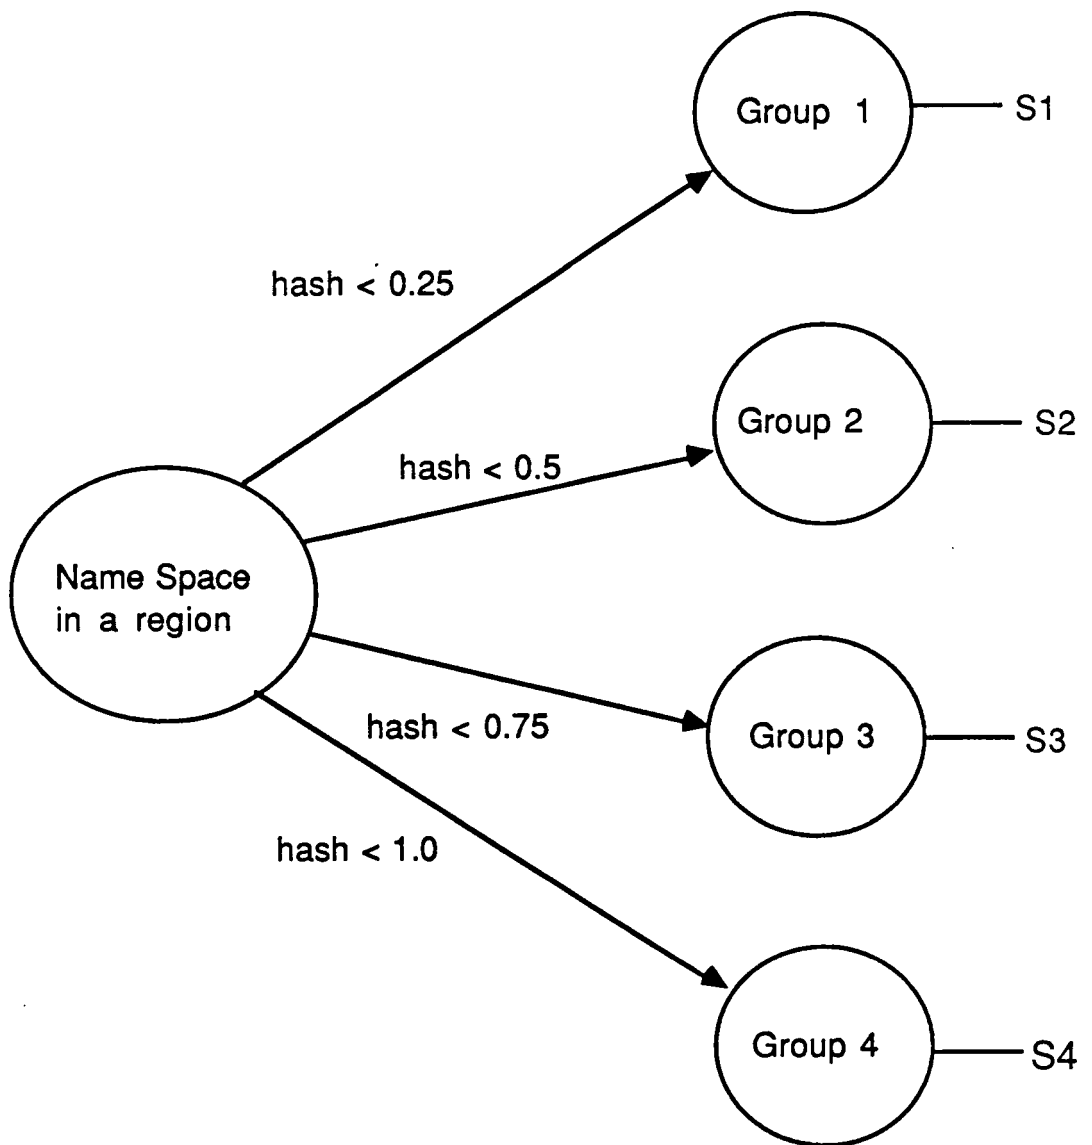 Group 1
S1
hash < 0.25
Group 2
S2
hash < 0.5
Name Space
in a region
hash < 0.75
Group 3
S3
hash < 1.0
Group 4
S4